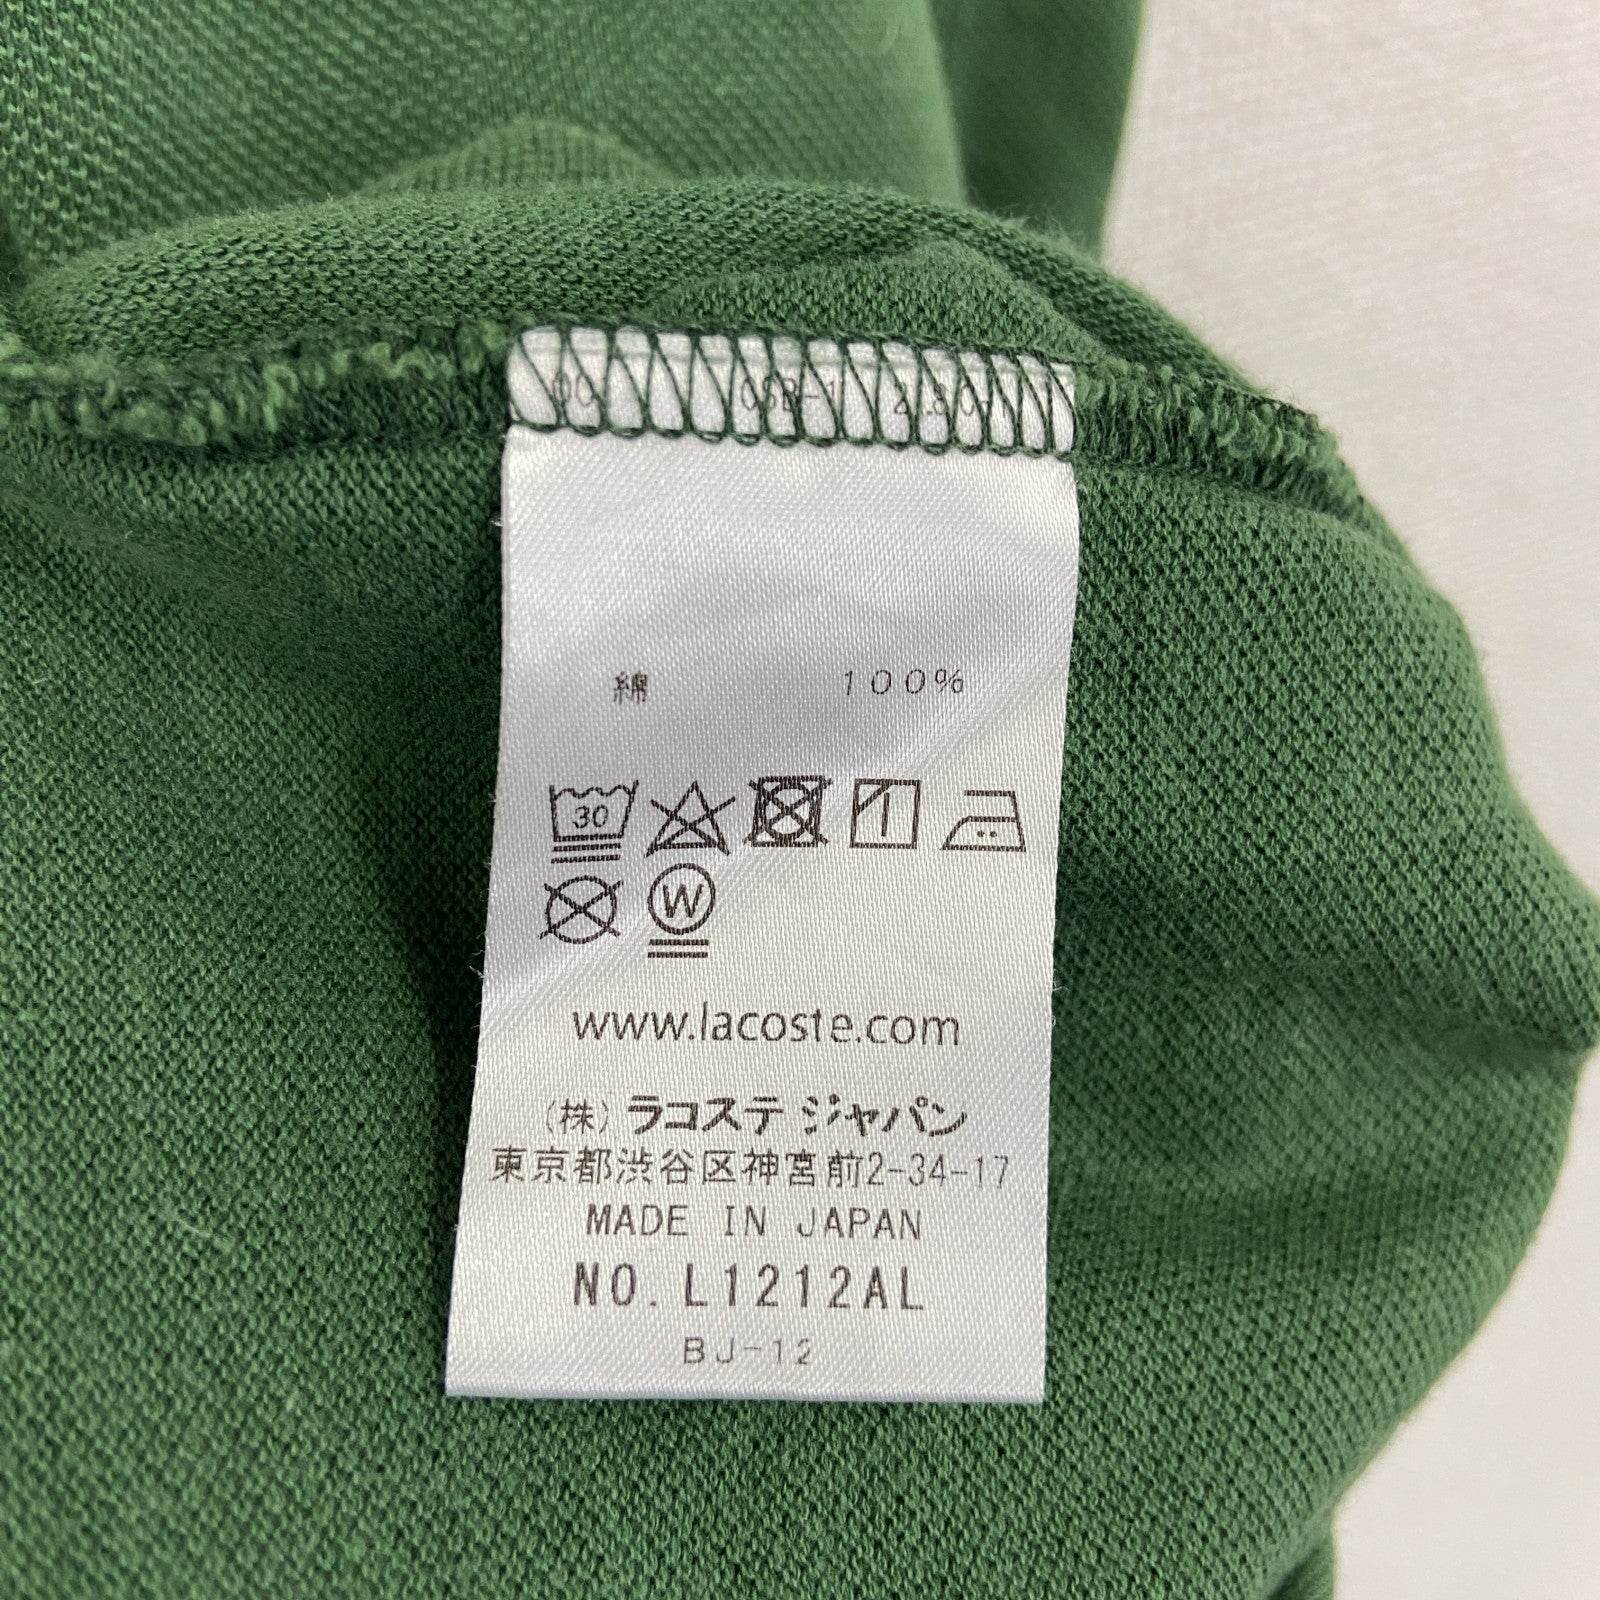 綿 100%
30
W
www.lacoste.com
(株) ラコステ ジャパン
東京都渋谷区神宮前2-34-17
MADE IN JAPAN
NO. L1212AL
BJ-12